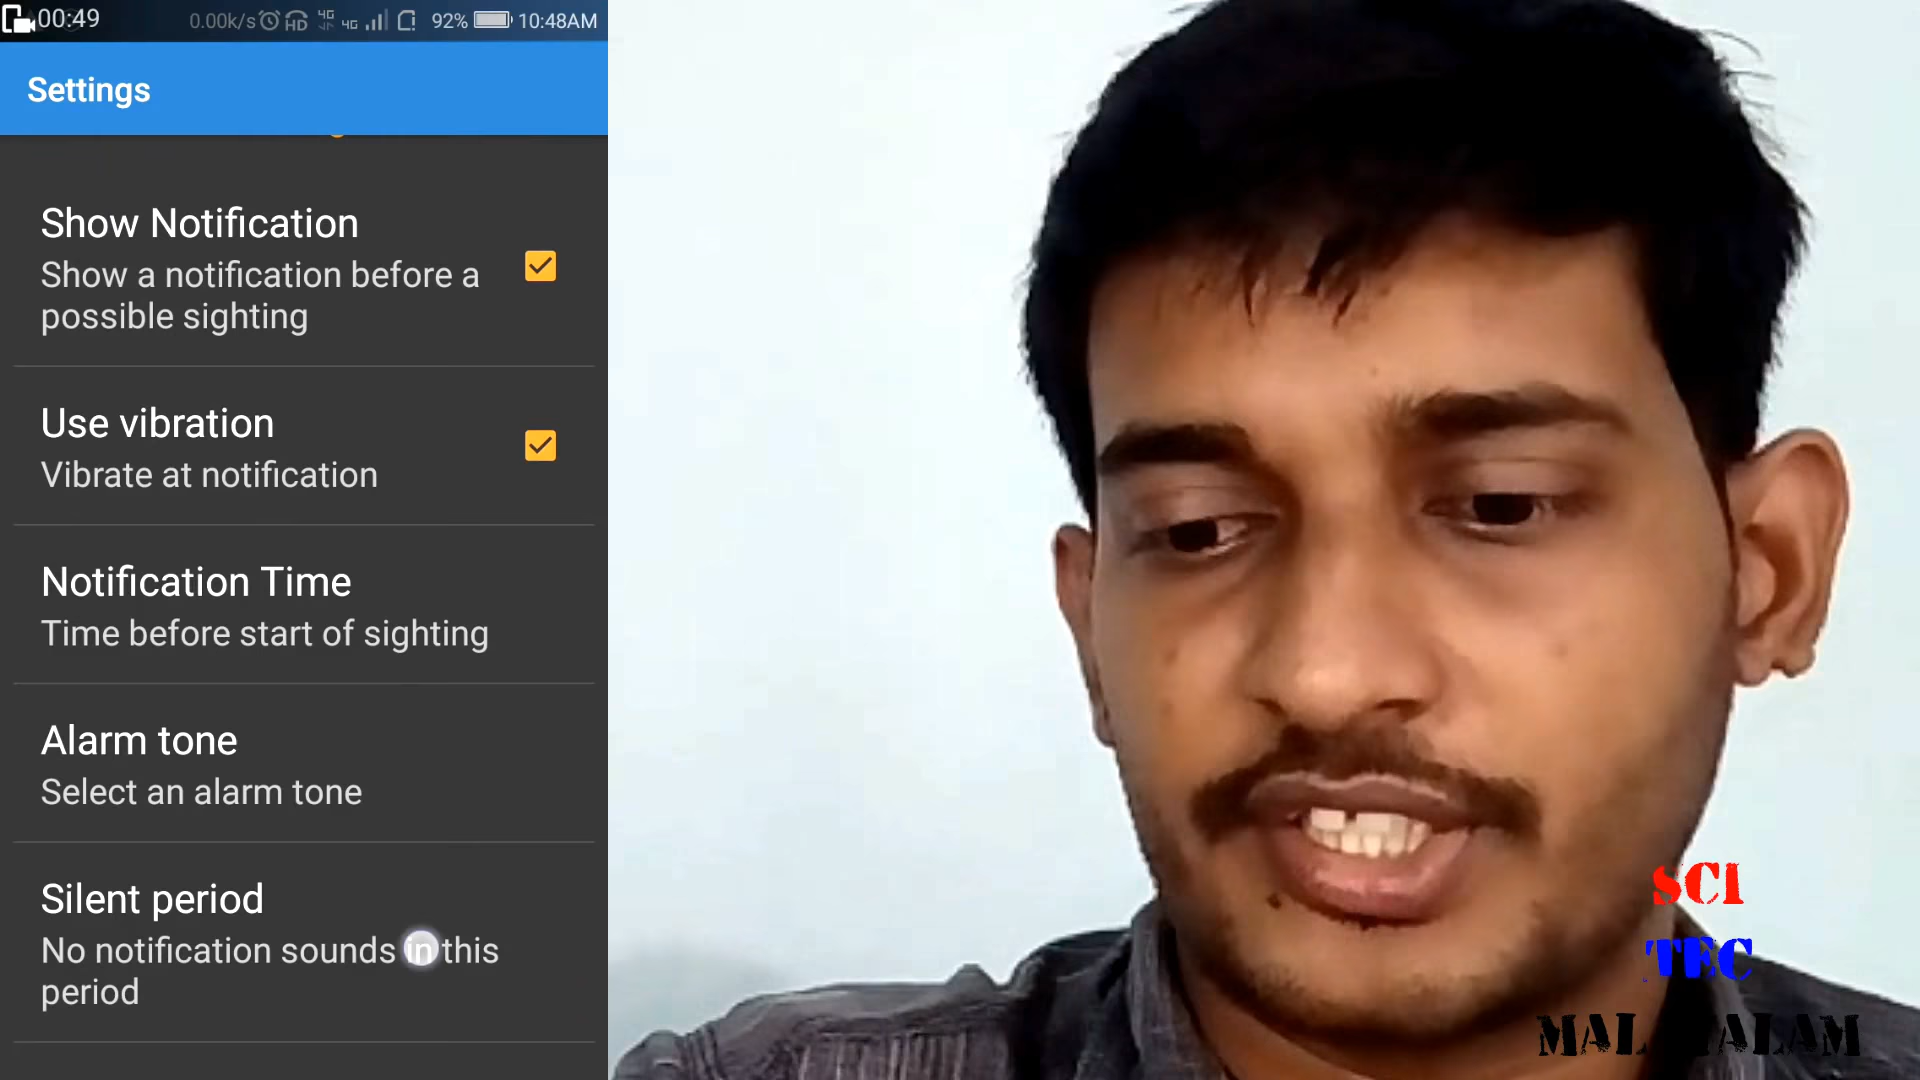 00:49 0.00k/s HD 4G 4G 92% 10:48AM
Settings
Show Notification
Show a notification before a
possible sighting
Use vibration
Vibrate at notification
Notification Time
Time before start of sighting
Alarm tone
Select an alarm tone
Silent period
No notification sounds in this
period
SCI
TEC